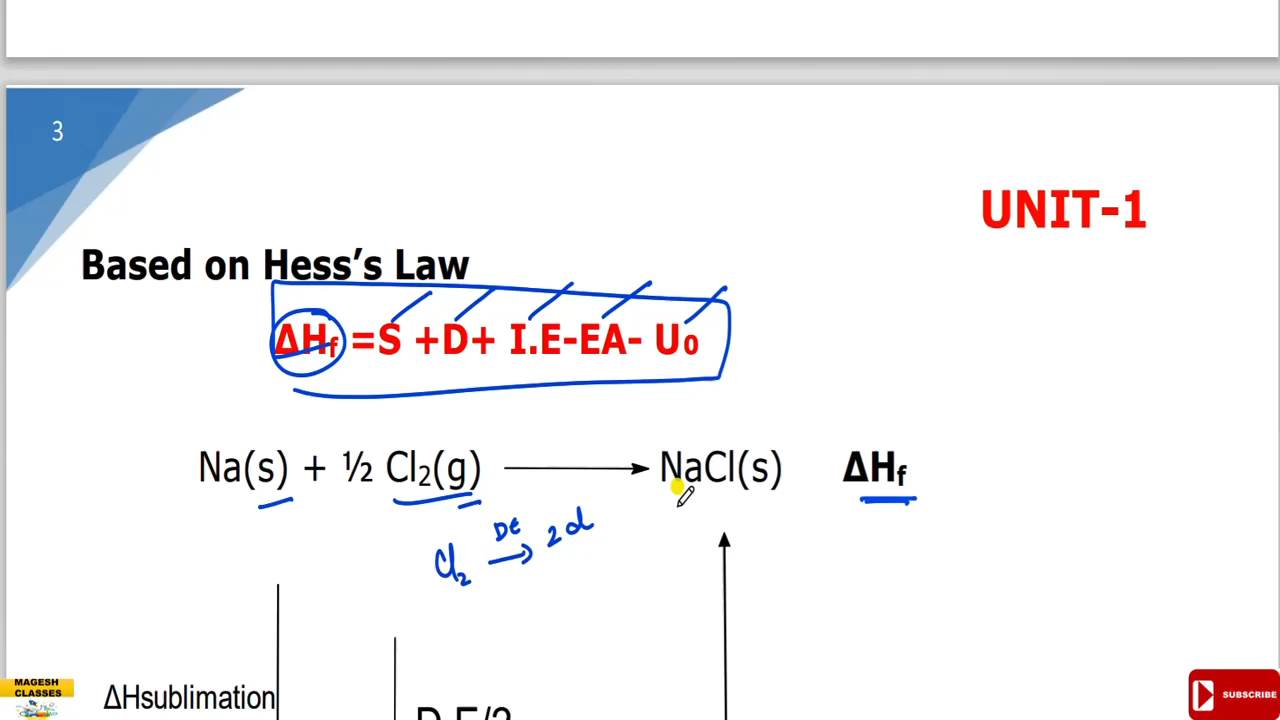 3
UNIT-1
Based on Hess’s Law
ΔHf =S +D+ I.E-EA- U₀
Na(s) + ½ Cl₂(g) NaCl(s) ΔHf
Cl₂ DE 2Cl
ΔHsublimation
D.E/2
MAGESH
CLASSES
SUBSCRIBE